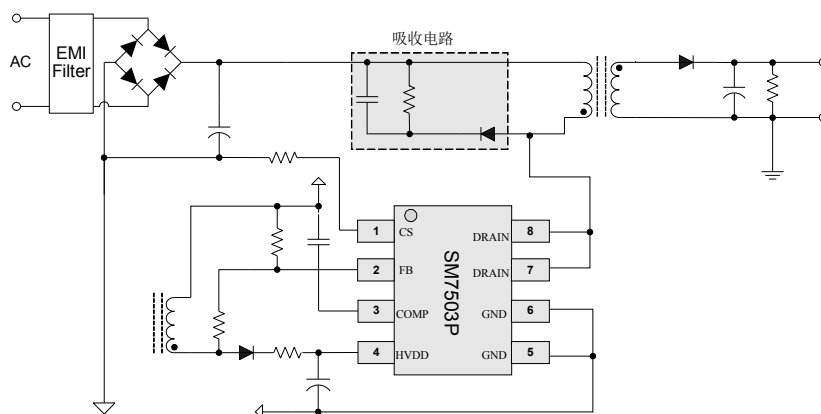 吸收电路
AC
EMI
Filter
1 CS
2 FB
3 COMP
4 HVDD
SM7503P
DRAIN 8
DRAIN 7
GND 6
GND 5